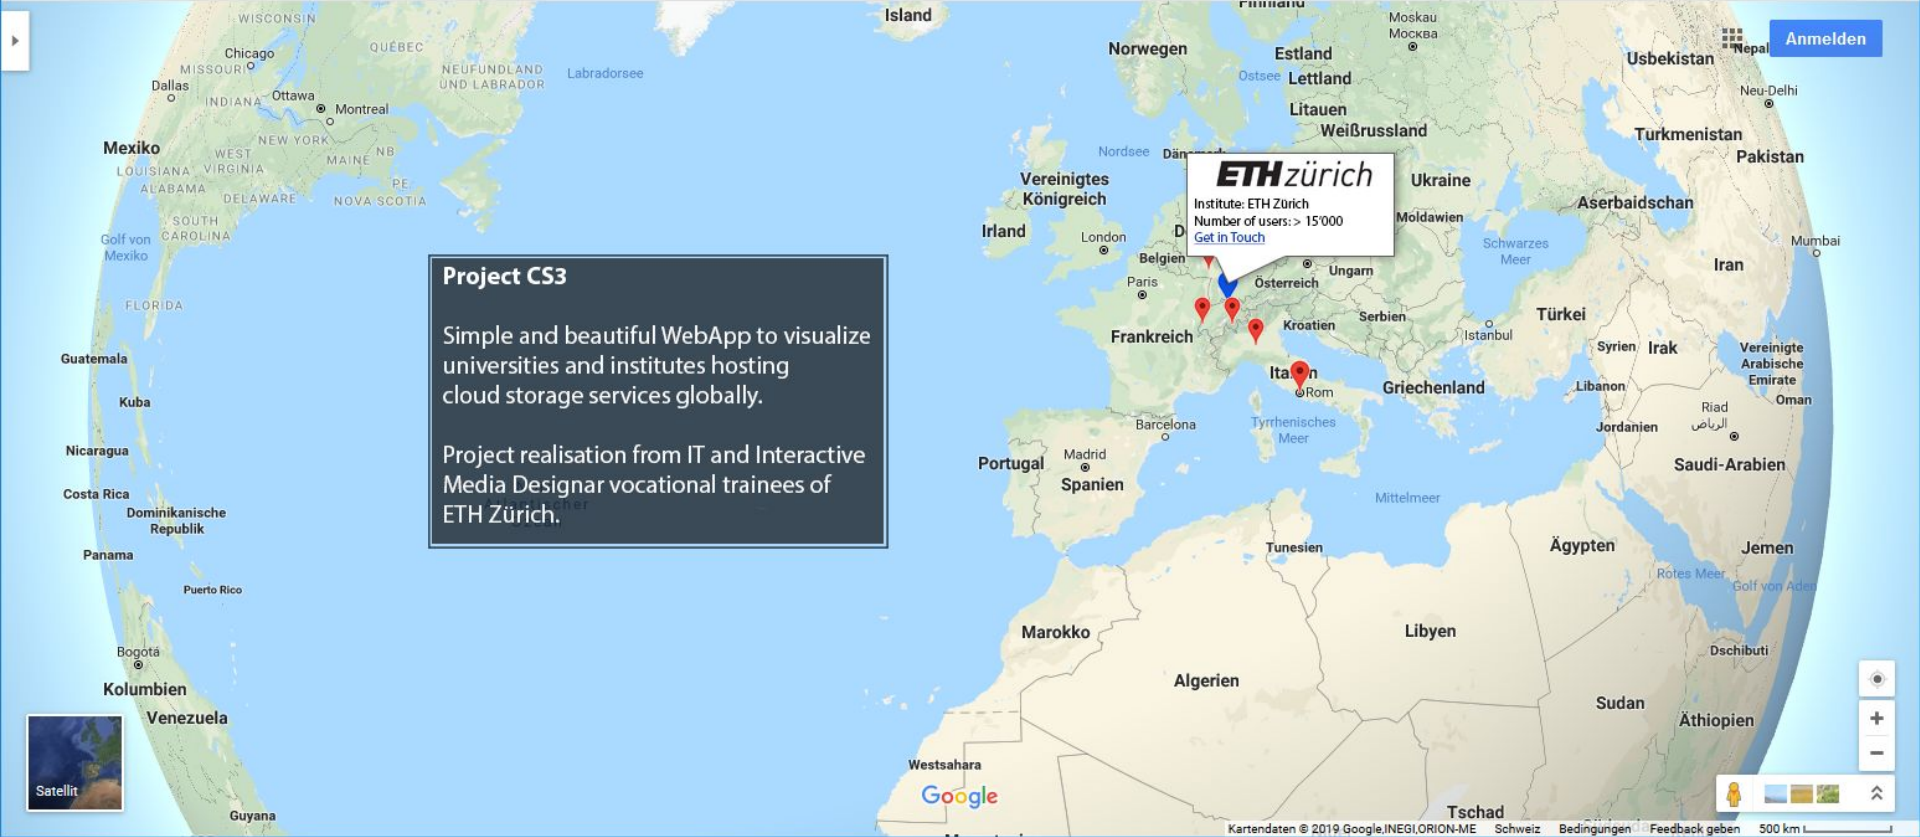 WISCONSIN
Chicago
MISSOURI
QUÉBEC
NEUFUNDLAND
UND LABRADOR
Labradorsee
Dallas
INDIANA
Ottawa
Montreal
Mexiko
NEW YORK
WEST
VIRGINIA
MAINE
NB
LOUISIANA
ALABAMA
DELAWARE
PE
NOVA SCOTIA
SOUTH
CAROLINA
Golf von
Mexiko
FLORIDA
Guatemala
Kuba
Nicaragua
Costa Rica
Dominikanische
Republik
Panama
Puerto Rico
Bogotá
Kolumbien
Venezuela
Satellit
Guyana
Project CS3
Simple and beautiful WebApp to visualize
universities and institutes hosting
cloud storage services globally.
Project realisation from IT and Interactive
Media Designar vocational trainees of
ETH Zürich.
Island
Norwegen
Finnland
Estland
Ostsee
Lettland
Litauen
Weißrussland
Moskau
Москва
Usbekistan
Nepal
Anmelden
Neu-Delhi
Turkmenistan
Pakistan
Nordsee
Vereinigtes
Königreich
Irland
London
Belgien
Paris
Frankreich
ETH zürich
Institute: ETH Zürich
Number of users: > 15'000
Get in Touch
Ukraine
Moldawien
Aserbaidschan
Schwarzes
Meer
Mumbai
Iran
Österreich
Ungarn
Kroatien
Serbien
Istanbul
Türkei
Syrien
Irak
Vereinigte
Arabische
Emirate
Oman
Libanon
Griechenland
Rom
Tyrrhenisches
Meer
Barcelona
Portugal
Madrid
Spanien
Jordanien
Riad
الرياض
Saudi-Arabien
Mittelmeer
Tunesien
Ägypten
Jemen
Rotes Meer
Golf von Aden
Marokko
Libyen
Dschibuti
Algerien
Sudan
Äthiopien
Westsahara
Google
Tschad
Kartendaten © 2019 Google,INEGI,ORION-ME Schweiz Bedingungen Feedback geben 500 km